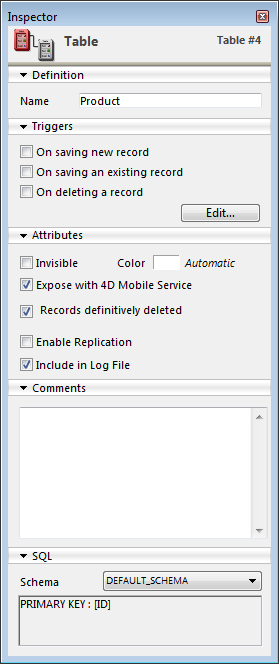 Inspector
Table
Table #4
Definition
Name Product
Triggers
On saving new record
On saving an existing record
On deleting a record
Edit...
Attributes
Invisible Color Automatic
Expose with 4D Mobile Service
Records definitively deleted
Enable Replication
Include in Log File
Comments
SQL
Schema DEFAULT_SCHEMA
PRIMARY KEY : [ID]